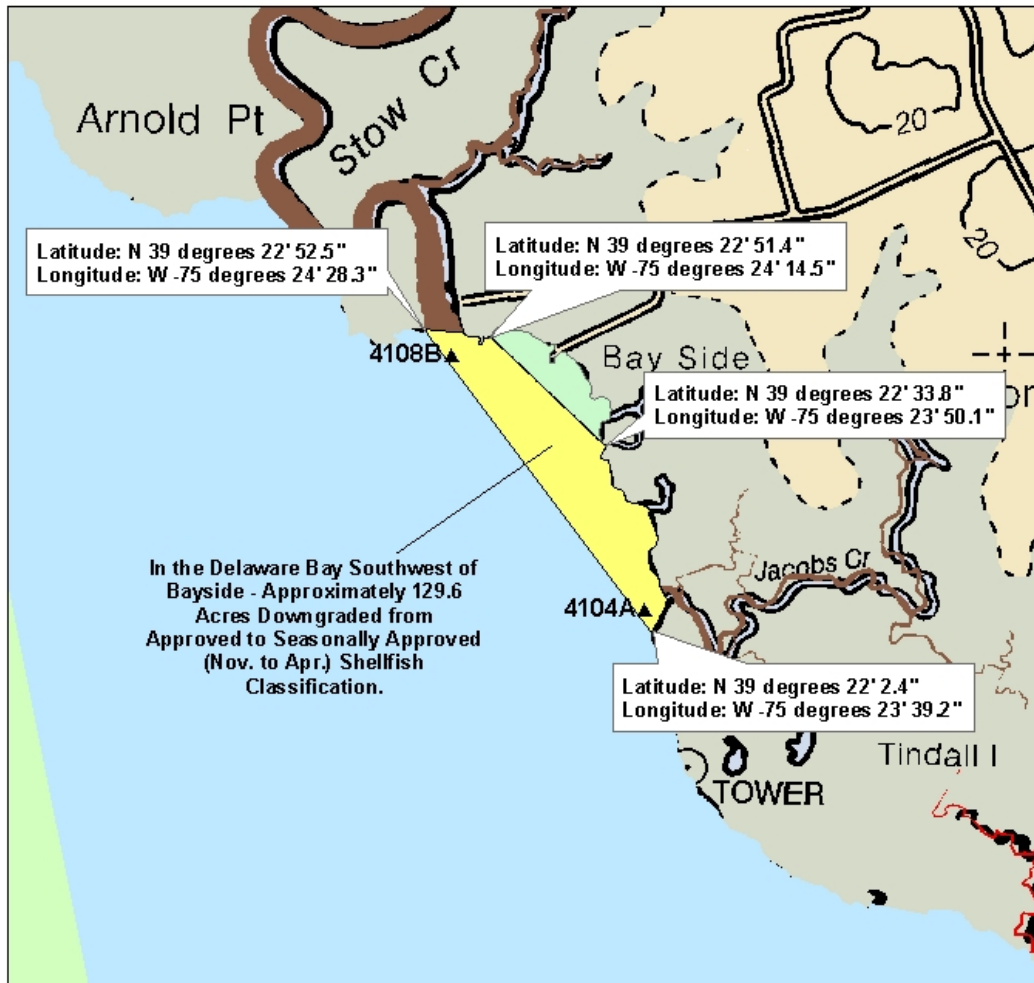 Arnold Pt
Stow Cr
20
20
Latitude: N 39 degrees 22' 52.5"
Longitude: W -75 degrees 24' 28.3"
Latitude: N 39 degrees 22' 51.4"
Longitude: W -75 degrees 24' 14.5"
4108B
Bay Side
Latitude: N 39 degrees 22' 33.8"
Longitude: W -75 degrees 23' 50.1"
In the Delaware Bay Southwest of
Bayside - Approximately 129.6
Acres Downgraded from
Approved to Seasonally Approved
(Nov. to Apr.) Shellfish
Classification.
Jacobs Cr
4104A
Latitude: N 39 degrees 22' 2.4"
Longitude: W -75 degrees 23' 39.2"
Tindall I
TOWER